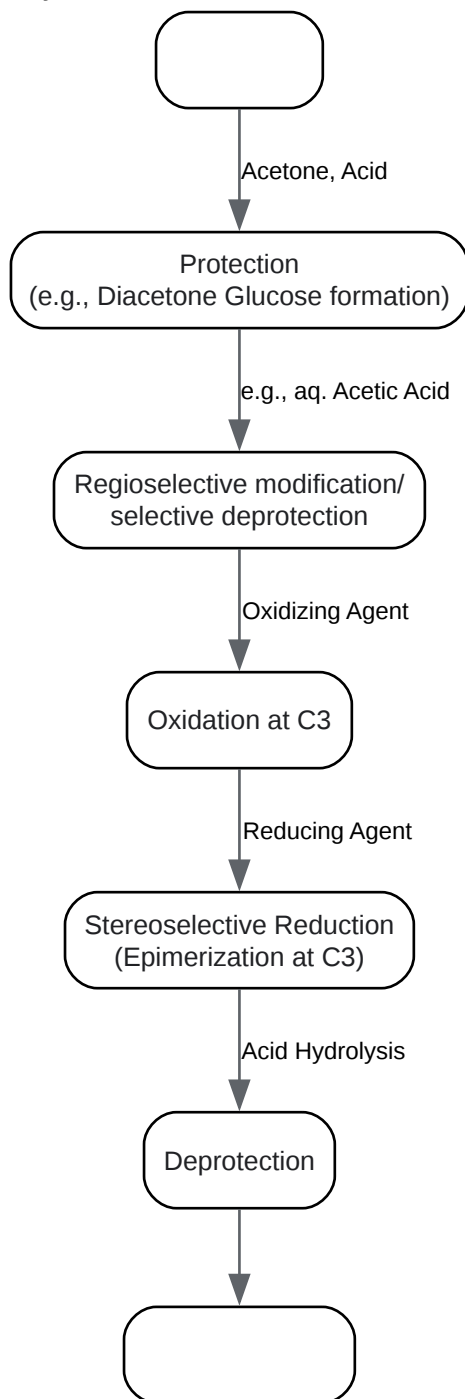 Acetone, Acid
Protection
(e.g., Diacetone Glucose formation)
e.g., aq. Acetic Acid
Regioselective modification/
selective deprotection
Oxidizing Agent
Oxidation at C3
Reducing Agent
Stereoselective Reduction
(Epimerization at C3)
Acid Hydrolysis
Deprotection